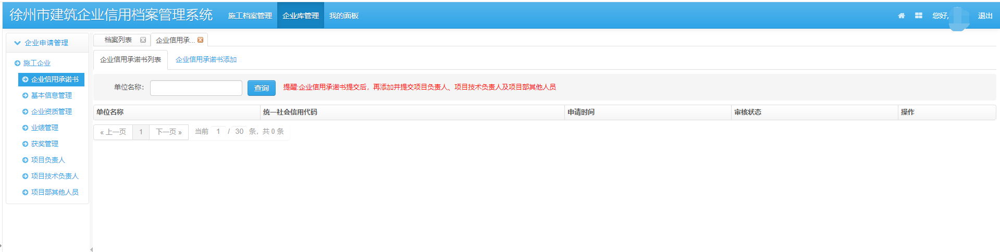 徐州市建筑企业信用档案管理系统 施工档案管理 企业库管理 我的面板 您好, 退出
企业申请管理
施工企业
企业信用承诺书
基本信息管理
企业资质管理
业绩管理
获奖管理
项目负责人
项目技术负责人
项目部其他人员
档案列表 企业信用承...
企业信用承诺书列表 企业信用承诺书添加
单位名称: 查询 提醒:企业信用承诺书提交后，再添加并提交项目负责人、项目技术负责人及项目部其他人员
单位名称 统一社会信用代码 申请时间 审核状态 操作
« 上一页 1 下一页 » 当前 1 / 30 条，共 0 条